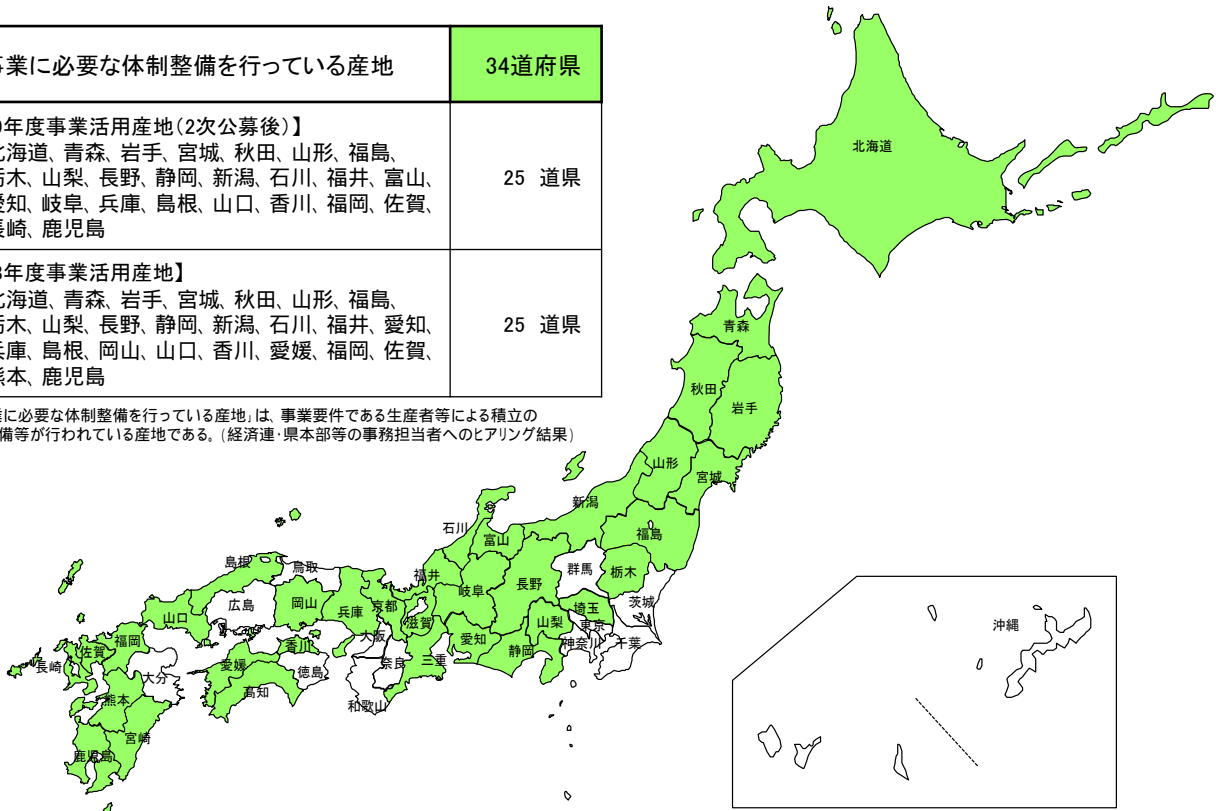 事業に必要な体制整備を行っている産地
34道府県
年度事業活用産地(2次公募後)】
北海道、青森、岩手、宮城、秋田、山形、福島、
栃木、山梨、長野、静岡、新潟、石川、福井、富山、
愛知、岐阜、兵庫、島根、山口、香川、福岡、佐賀、
長崎、鹿児島
25 道県
年度事業活用産地】
北海道、青森、岩手、宮城、秋田、山形、福島、
栃木、山梨、長野、静岡、新潟、石川、福井、愛知、
兵庫、島根、岡山、山口、香川、愛媛、福岡、佐賀、
熊本、鹿児島
25 道県
に必要な体制整備を行っている産地」は、事業要件である生産者等による積立の
備等が行われている産地である。(経済連・県本部等の事務担当者へのヒアリング結果)
北海道
青森
秋田
岩手
山形
宮城
新潟
福島
石川
富山
群馬
栃木
島根
鳥取
福井
岐阜
長野
茨城
広島
岡山
兵庫
京都
滋賀
山梨
埼玉
東京
山口
大阪
愛知
静岡
神奈川
千葉
福岡
佐賀
香川
奈良
三重
長崎
大分
愛媛
徳島
高知
和歌山
熊本
宮崎
鹿児島
沖縄